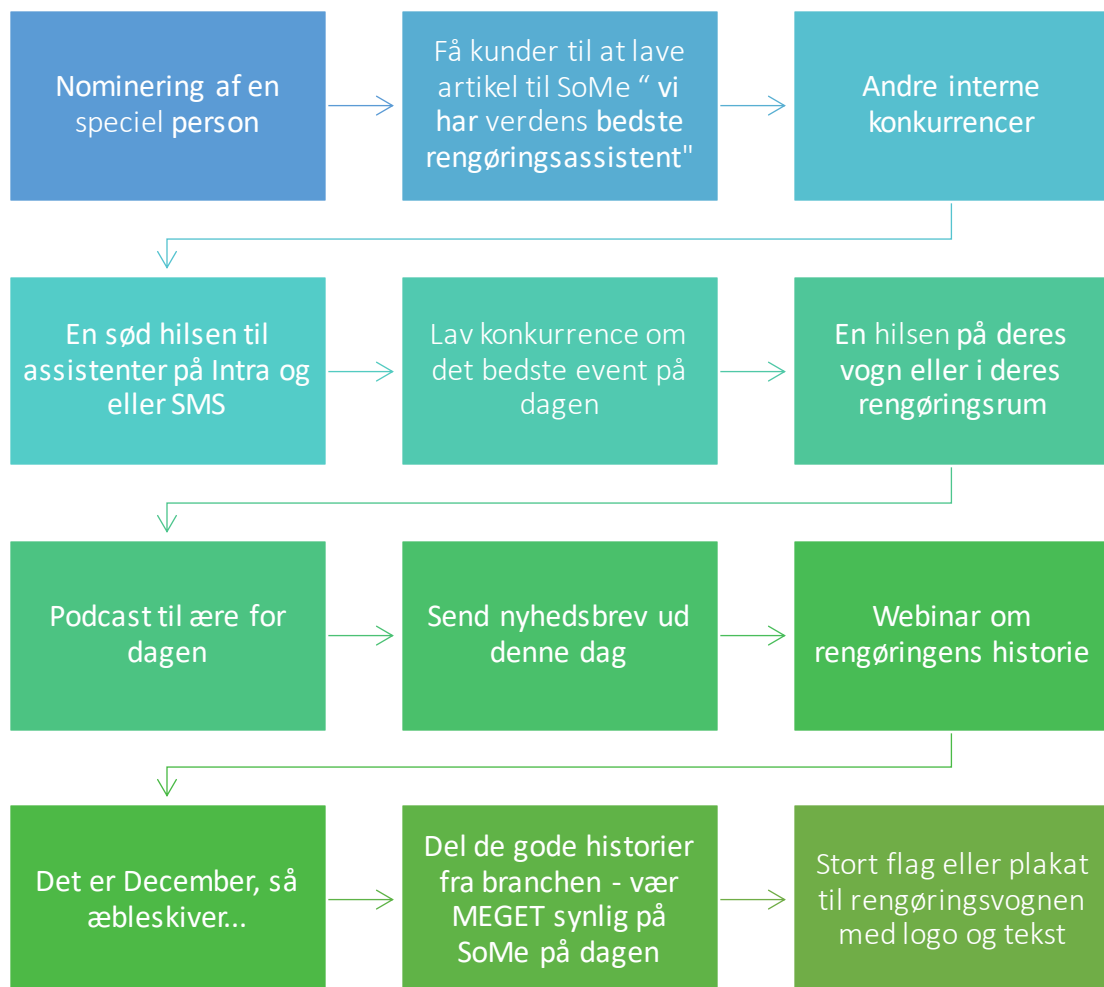 Nominering af en
speciel person
Få kunder til at lave
artikel til SoMe “ vi
har verdens bedste
rengøringsassistent"
Andre interne
konkurrencer
En sød hilsen til
assistenter på Intra og
eller SMS
Lav konkurrence om
det bedste event på
dagen
En hilsen på deres
vogn eller i deres
rengøringsrum
Podcast til ære for
dagen
Send nyhedsbrev ud
denne dag
Webinar om
rengøringens historie
Det er December, så
æbleskiver...
Del de gode historier
fra branchen - vær
MEGET synlig på
SoMe på dagen
Stort flag eller plakat
til rengøringsvognen
med logo og tekst